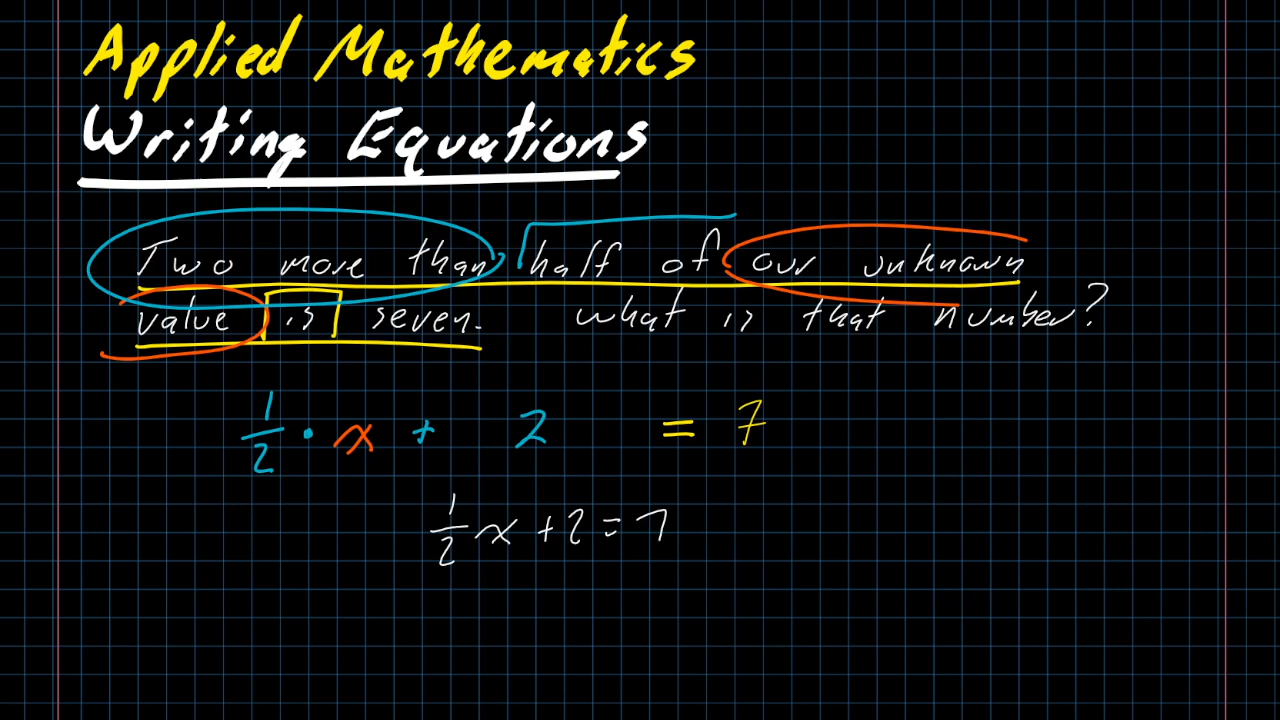 Applied Mathematics
Writing Equations
Two more than half of our unknown
value is seven. what is that number?
1/2 · x + 2 = 7
1/2 x + 2 = 7